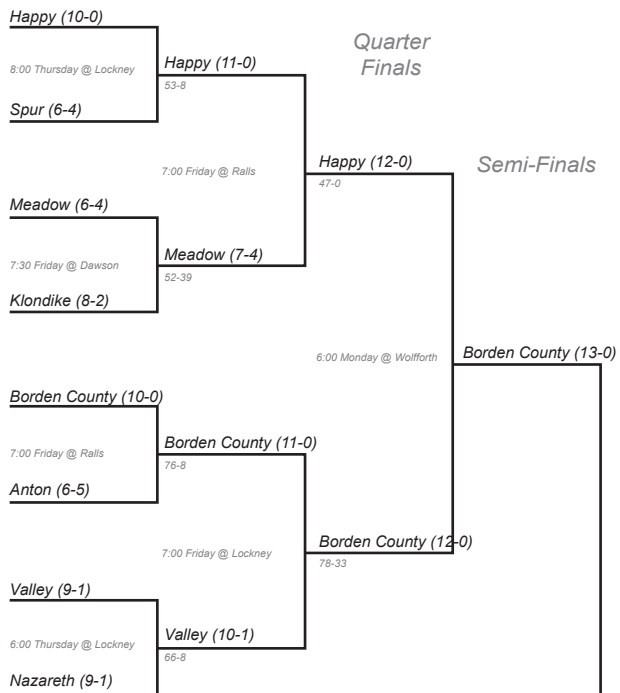 Happy (10-0)
8:00 Thursday @ Lockney
Spur (6-4)
Happy (11-0)
53-8
Quarter
Finals
7:00 Friday @ Ralls
Happy (12-0)
47-0
Semi-Finals
Meadow (6-4)
7:30 Friday @ Dawson
Klondike (8-2)
Meadow (7-4)
52-39
6:00 Monday @ Wolfforth
Borden County (13-0)
Borden County (10-0)
7:00 Friday @ Ralls
Anton (6-5)
Borden County (11-0)
76-8
7:00 Friday @ Lockney
Borden County (12-0)
78-33
Valley (9-1)
6:00 Thursday @ Lockney
Nazareth (9-1)
Valley (10-1)
66-8